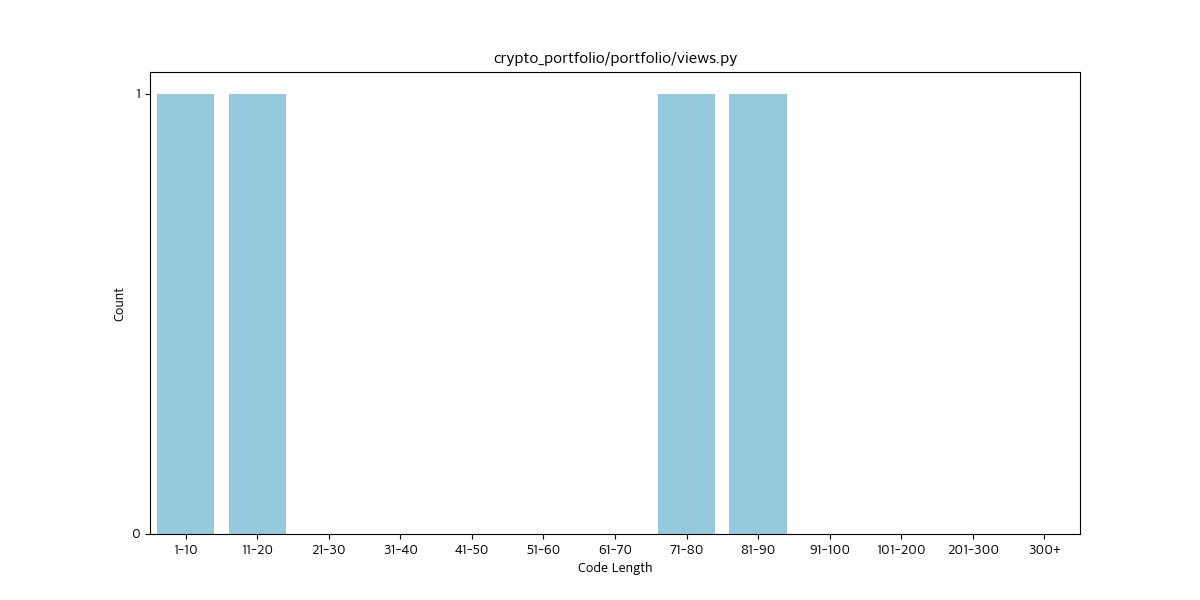 crypto_portfolio/portfolio/views.py
1
Count
0
1-10 11-20 21-30 31-40 41-50 51-60 61-70 71-80 81-90 91-100 101-200 201-300 300+
Code Length